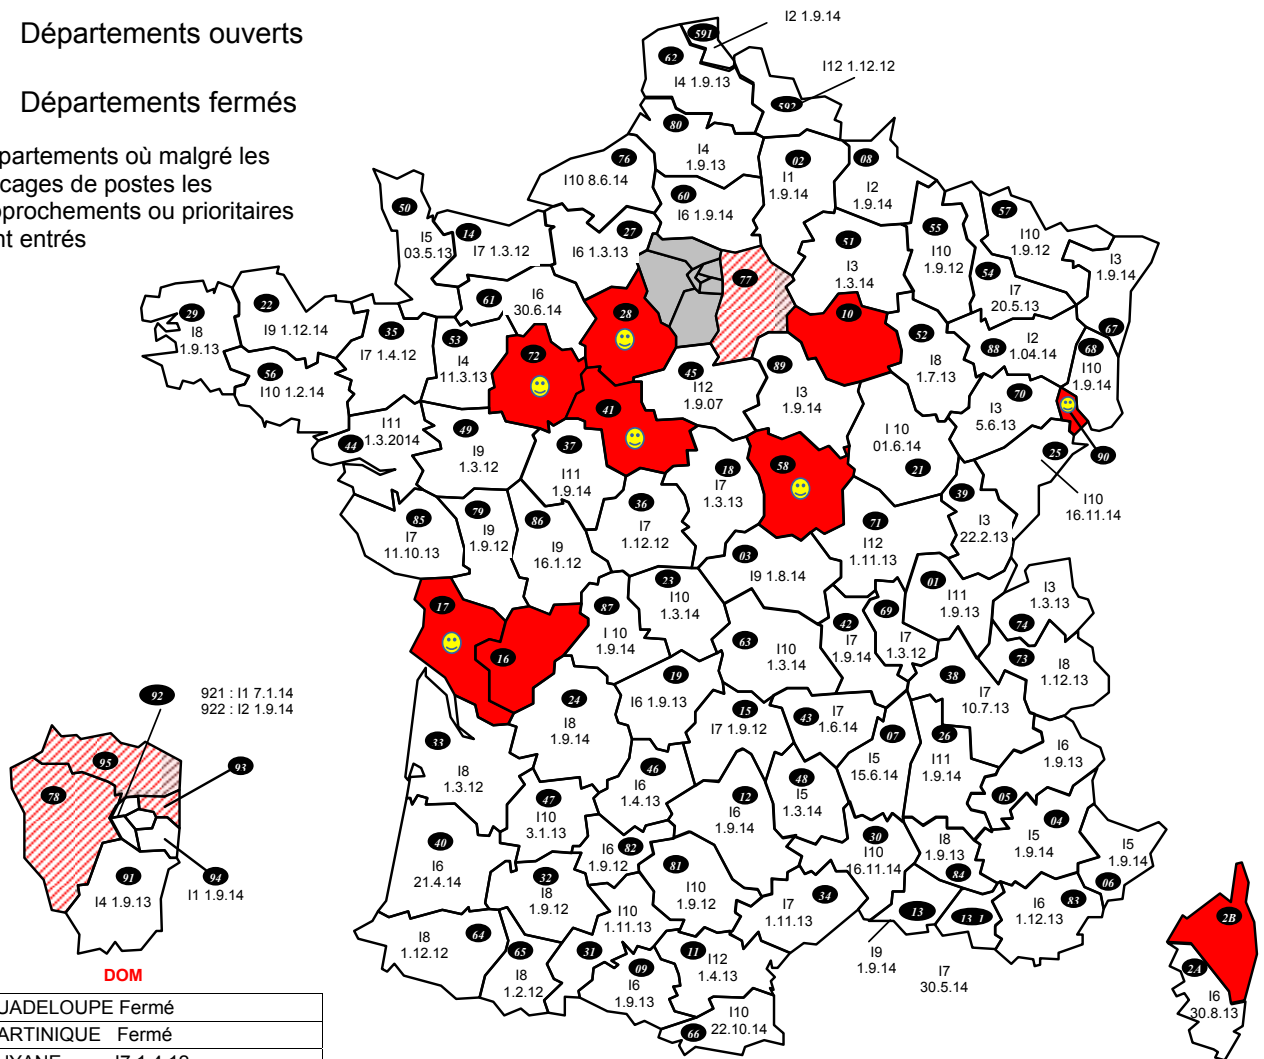 Départements ouverts
Départements fermés
partements où malgré les
cages de postes les
prochements ou prioritaires
nt entrés
I2 1.9.14
591
62
I4 1.9.13
I12 1.12.12
592
80
I4
1.9.13
76
I10 8.6.14
02
I1
1.9.14
08
I2
1.9.14
60
I6 1.9.14
50
I5
03.5.13
14
I7 1.3.12
27
I6 1.3.13
51
I3
1.3.14
55
I10
1.9.12
57
I10
1.9.12
54
I7
20.5.13
I3
1.9.14
67
77
61
I6
30.6.14
28
10
52
I8
1.7.13
88
I2
1.04.14
68
I10
1.9.14
29
I8
1.9.13
22
I9 1.12.14
35
I7 1.4.12
53
I4
11.3.13
72
56
I10 1.2.14
45
I12
1.9.07
89
I3
1.9.14
70
I3
5.6.13
90
41
44
I11
1.3.2014
49
I9
1.3.12
37
I11
1.9.14
18
I7
1.3.13
58
I 10
01.6.14
21
25
I10
16.11.14
39
I3
22.2.13
85
I7
11.10.13
79
I9
1.9.12
86
I9
16.1.12
36
I7
1.12.12
71
I12
1.11.13
03
I9 1.8.14
17
16
87
I 10
1.9.14
23
I10
1.3.14
63
I10
1.3.14
42
I7
1.9.14
69
I7
1.3.12
01
I11
1.9.13
I3
1.3.13
74
73
I8
1.12.13
38
I7
10.7.13
24
I8
1.9.14
19
I6 1.9.13
15
I7 1.9.12
43
I7
1.6.14
07
I5
15.6.14
26
I11
1.9.14
I6
1.9.13
05
33
I8
1.3.12
47
I10
3.1.13
46
I6
1.4.13
12
I6
1.9.14
48
I5
1.3.14
04
I5
1.9.14
I5
1.9.14
06
40
I6
21.4.14
32
I8
1.9.12
I6
82
1.9.12
81
I10
1.9.12
30
I10
16.11.14
I8
1.9.13
84
I6
83
1.12.13
34
I7
1.11.13
13
I9
1.9.14
13 1
I7
30.5.14
64
I8
1.12.12
65
I8
1.2.12
I10
1.11.13
31
09
I6
1.9.13
11
I12
1.4.13
I10
22.10.14
66
2B
2A
I6
30.8.13
92
921 : I1 7.1.14
922 : I2 1.9.14
95
93
78
91
I4 1.9.13
94
I1 1.9.14
DOM
UADELOUPE Fermé
ARTINIQUE Fermé